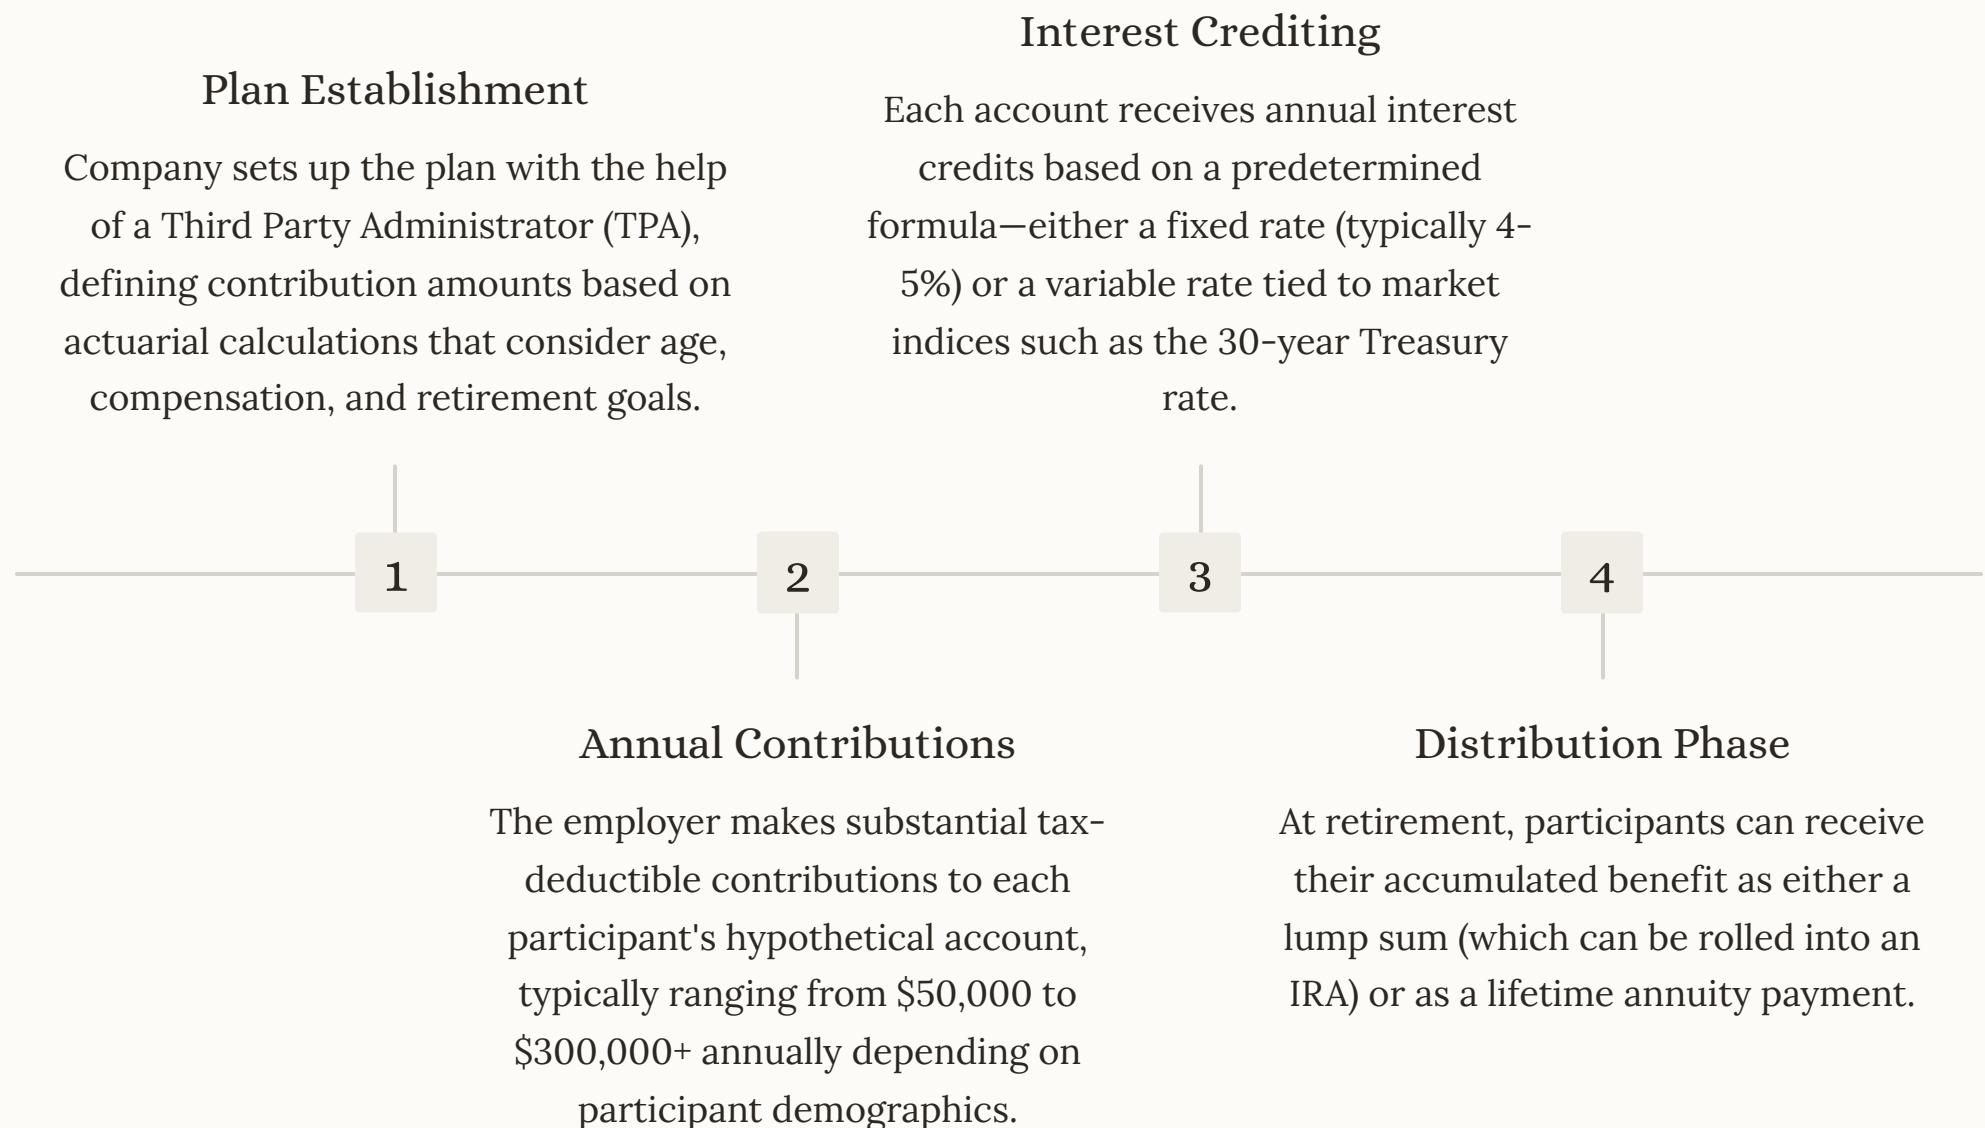 Plan Establishment
Company sets up the plan with the help
of a Third Party Administrator (TPA),
defining contribution amounts based on
actuarial calculations that consider age,
compensation, and retirement goals.
1
Annual Contributions
The employer makes substantial tax-
deductible contributions to each
participant's hypothetical account,
typically ranging from $50,000 to
$300,000+ annually depending on
participant demographics.
2
Interest Crediting
Each account receives annual interest
credits based on a predetermined
formula—either a fixed rate (typically 4-
5%) or a variable rate tied to market
indices such as the 30-year Treasury
rate.
3
Distribution Phase
At retirement, participants can receive
their accumulated benefit as either a
lump sum (which can be rolled into an
IRA) or as a lifetime annuity payment.
4